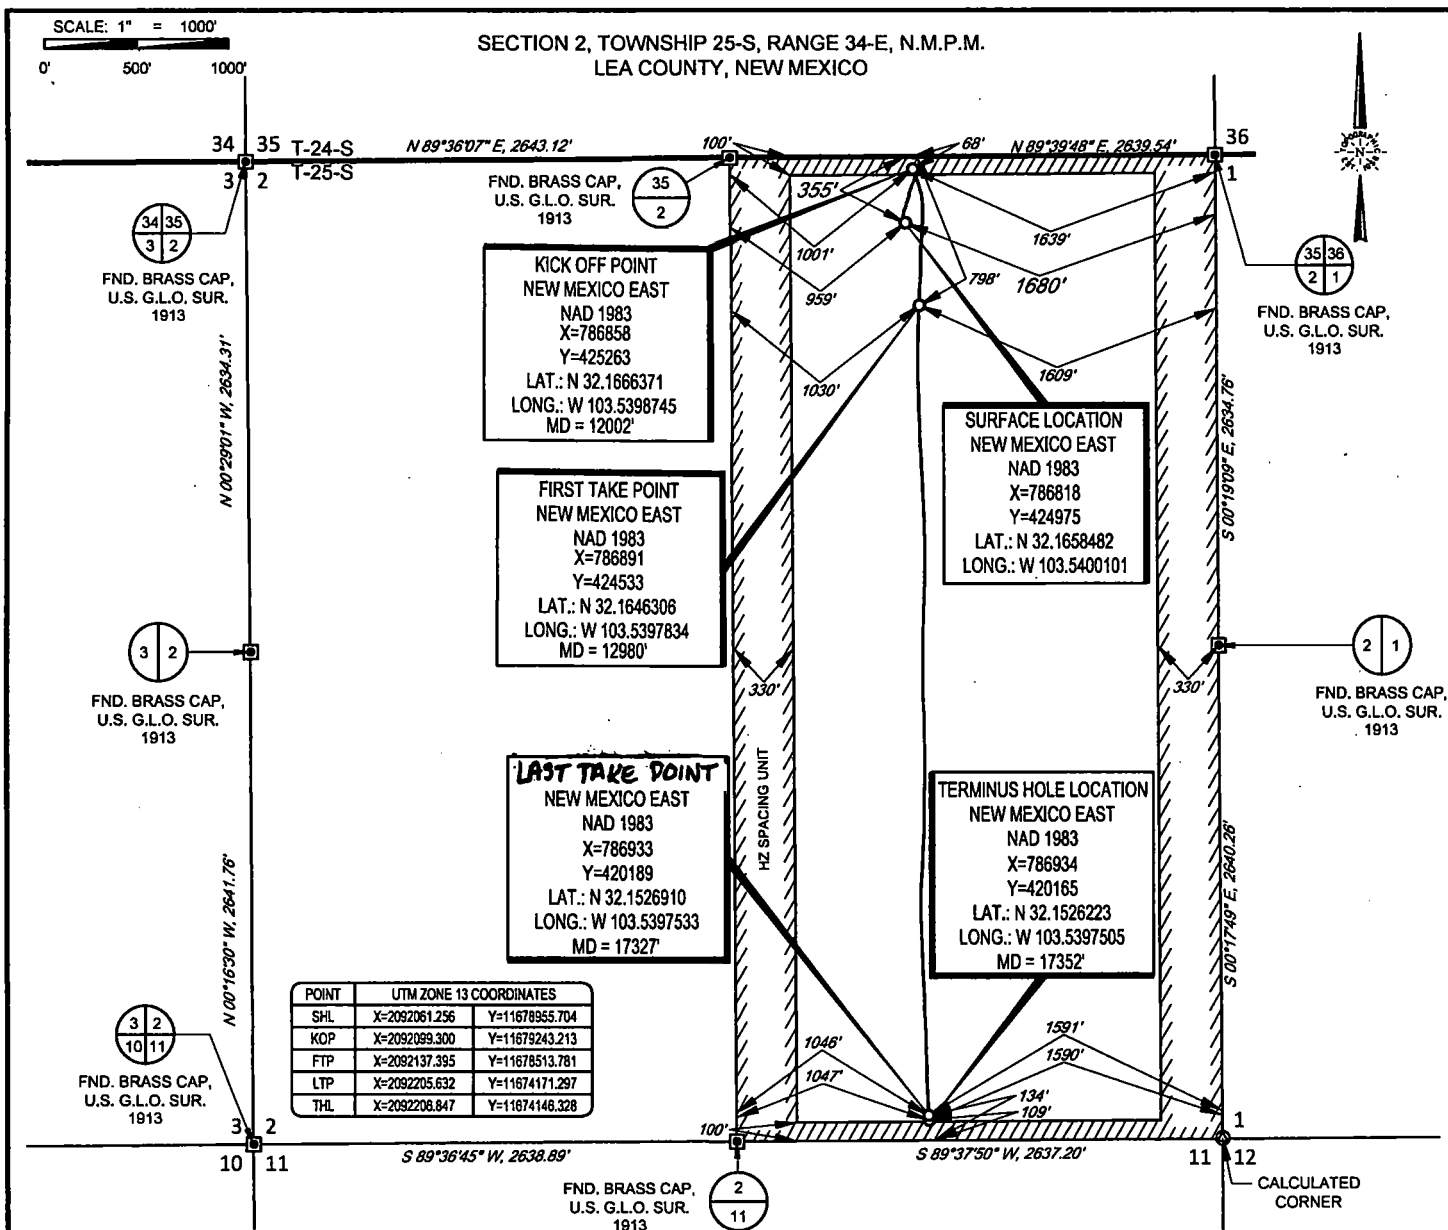 SCALE: 1" = 1000'
0' 500' 1000'
SECTION 2, TOWNSHIP 25-S, RANGE 34-E, N.M.P.M.
LEA COUNTY, NEW MEXICO
34 35 T-24-S
3 2 T-25-S
N 89°36'07" E, 2643.12'
100'
68'
N 89°39'48" E, 2639.54'
36
1
FND. BRASS CAP,
U.S. G.L.O. SUR.
1913
35
2
34 35
3 2
FND. BRASS CAP,
U.S. G.L.O. SUR.
1913
355'
1001'
959'
1030'
1639'
798'
1680'
1609'
35 36
2 1
FND. BRASS CAP,
U.S. G.L.O. SUR.
1913
KICK OFF POINT
NEW MEXICO EAST
NAD 1983
X=786858
Y=425263
LAT.: N 32.1666371
LONG.: W 103.5398745
MD = 12002'
N 00°29'01" W, 2634.31'
S 00°19'09" E, 2634.76'
SURFACE LOCATION
NEW MEXICO EAST
NAD 1983
X=786818
Y=424975
LAT.: N 32.1658482
LONG.: W 103.5400101
FIRST TAKE POINT
NEW MEXICO EAST
NAD 1983
X=786891
Y=424533
LAT.: N 32.1646306
LONG.: W 103.5397834
MD = 12980'
3 2
FND. BRASS CAP,
U.S. G.L.O. SUR.
1913
330'
330'
2 1
FND. BRASS CAP,
U.S. G.L.O. SUR.
1913
HZ SPACING UNIT
LAST TAKE POINT
NEW MEXICO EAST
NAD 1983
X=786933
Y=420189
LAT.: N 32.1526910
LONG.: W 103.5397533
MD = 17327'
TERMINUS HOLE LOCATION
NEW MEXICO EAST
NAD 1983
X=786934
Y=420165
LAT.: N 32.1526223
LONG.: W 103.5397505
MD = 17352'
N 00°16'30" W, 2641.76'
S 00°17'49" E, 2640.26'
POINT UTM ZONE 13 COORDINATES
SHL X=2092061.256 Y=11678955.704
KOP X=2092099.300 Y=11679243.213
FTP X=2092137.395 Y=11678513.781
LTP X=2092205.632 Y=11674171.297
THL X=2092206.847 Y=11674146.328
3 2
10 11
FND. BRASS CAP,
U.S. G.L.O. SUR.
1913
1046'
1047'
1591'
1590'
134'
109'
100'
3 2
10 11
S 89°36'45" W, 2638.89'
S 89°37'50" W, 2637.20'
1
11 12
CALCULATED
CORNER
FND. BRASS CAP,
U.S. G.L.O. SUR.
1913
2
11